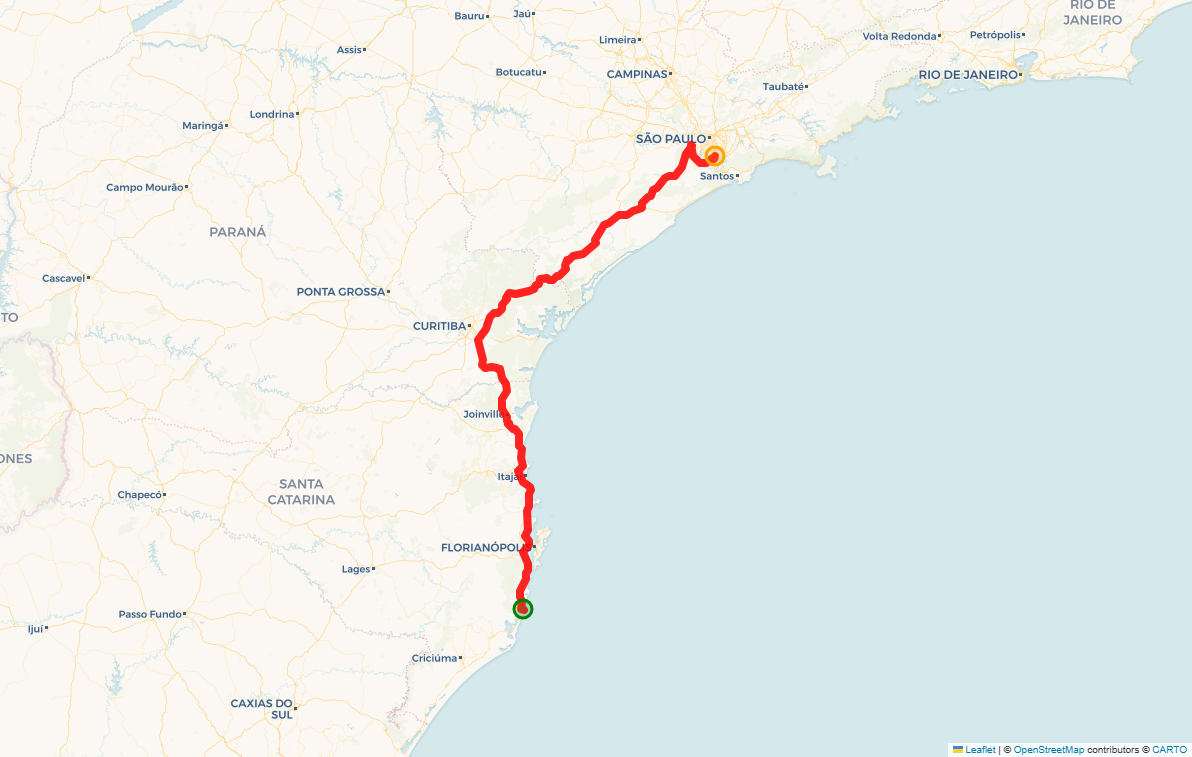 RIO DE
JANEIRO
Bauru
Jaú
Limeira
Volta Redonda
Petrópolis
Assis
Botucatu
CAMPINAS
RIO DE JANEIRO
Taubaté
Londrina
Maringá
SÃO PAULO
Santos
Campo Mourão
PARANÁ
Cascavel
PONTA GROSSA
TO
CURITIBA
Joinville
ONES
Itajaí
SANTA
CATARINA
Chapecó
FLORIANÓPOLIS
Lages
Passo Fundo
Ijuí
Criciúma
CAXIAS DO
SUL
Leaflet | © OpenStreetMap contributors © CARTO